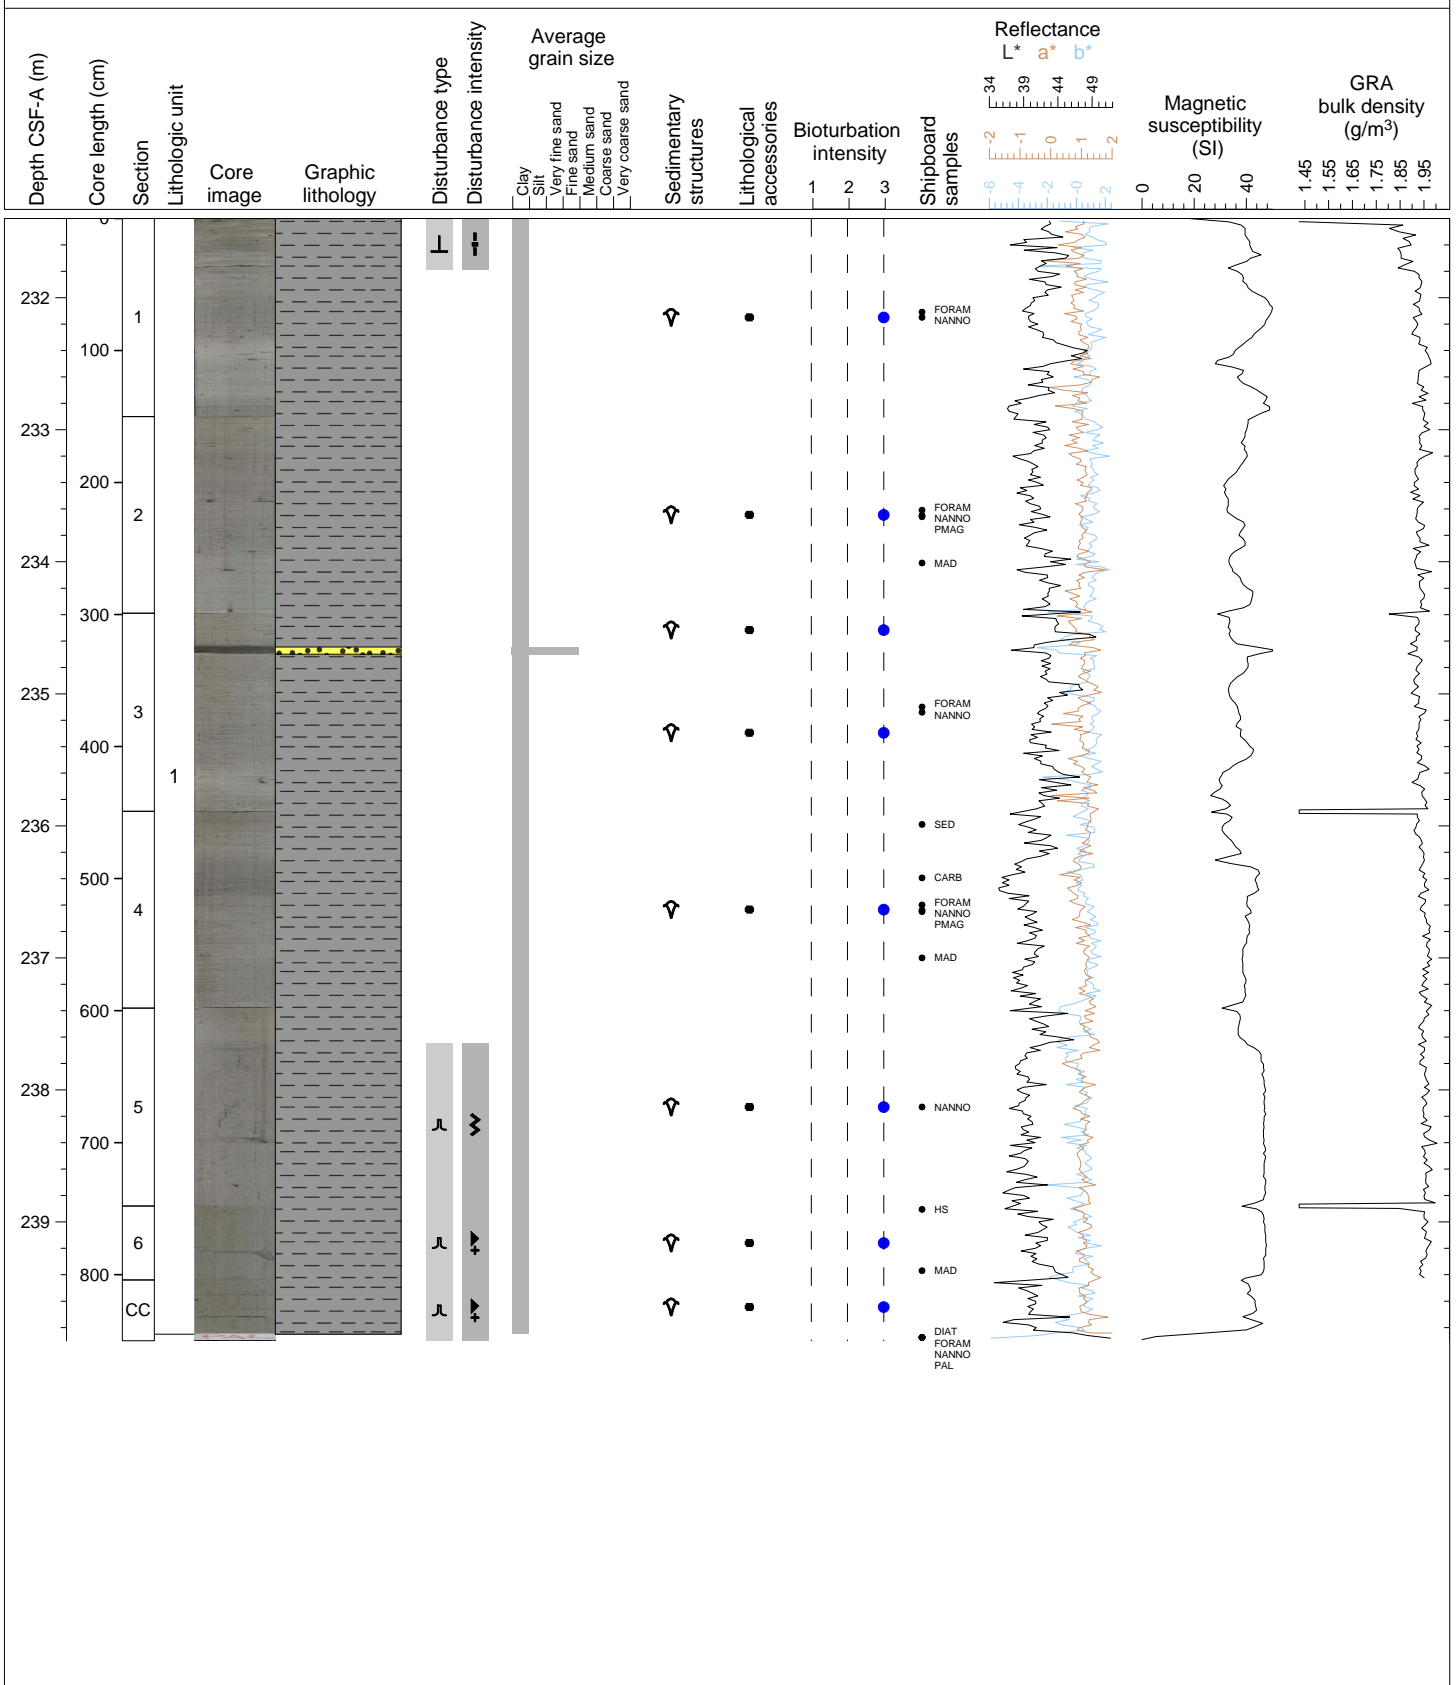 Depth CSF-A (m)
Core length (cm)
Section
Lithologic unit
Core
image
Graphic
lithology
Disturbance type
Disturbance intensity
Average
grain size
Clay
Silt
Very fine sand
Fine sand
Medium sand
Coarse sand
Very coarse sand
Sedimentary
structures
Lithological
accessories
Bioturbation
intensity
1 2 3
Shipboard
samples
Reflectance
L* a* b*
34 39 44 49
-2 -1 0 1 2
-6 -4 -2 -0 2
Magnetic
susceptibility
(SI)
0 20 40
GRA
bulk density
(g/m3)
1.45 1.55 1.65 1.75 1.85 1.95
0
232
1
FORAM
NANNO
100
233
200
2
FORAM
NANNO
PMAG
234
MAD
300
235
3
FORAM
NANNO
400
1
236
SED
500
CARB
4
FORAM
NANNO
PMAG
237
MAD
600
238
5
NANNO
700
239
HS
6
800
MAD
CC
DIAT
FORAM
NANNO
PAL